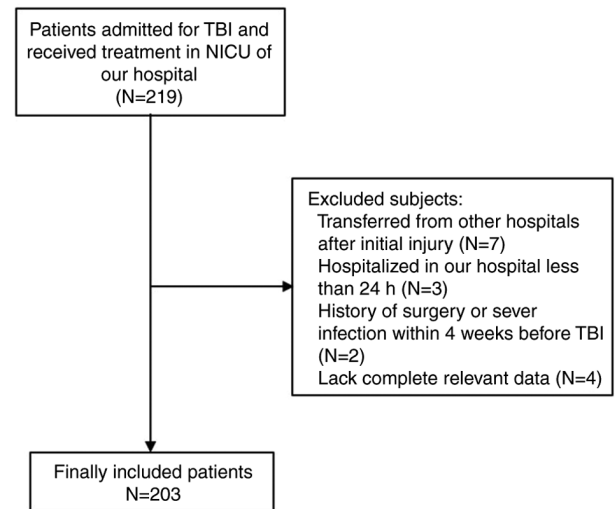 Patients admitted for TBI and
received treatment in NICU of
our hospital
(N=219)
Excluded subjects:
Transferred from other hospitals
after initial injury (N=7)
Hospitalized in our hospital less
than 24 h (N=3)
History of surgery or sever
infection within 4 weeks before TBI
(N=2)
Lack complete relevant data (N=4)
Finally included patients
N=203